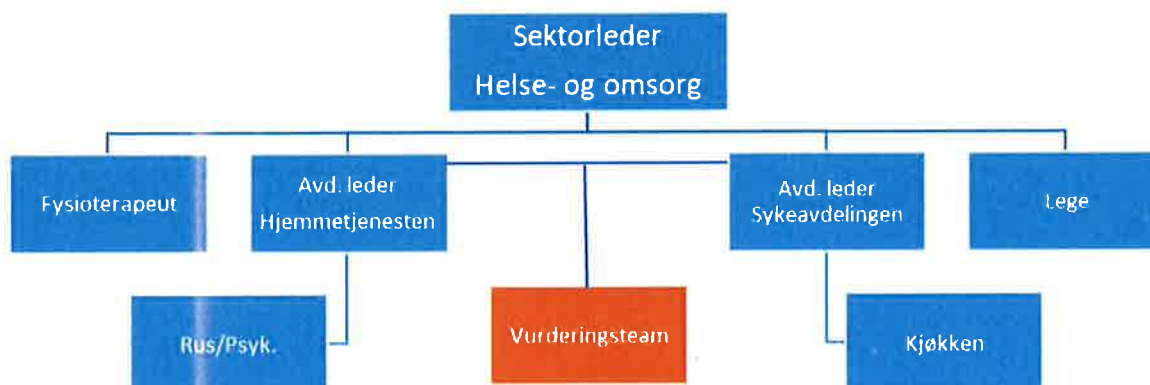 Sektorleder
Helse- og omsorg
Fysioterapeut
Avd. leder
Hjemmetjenesten
Avd. leder
Sykeavdelingen
Lege
Rus/Psyk.
Vurderingsteam
Kjøkken